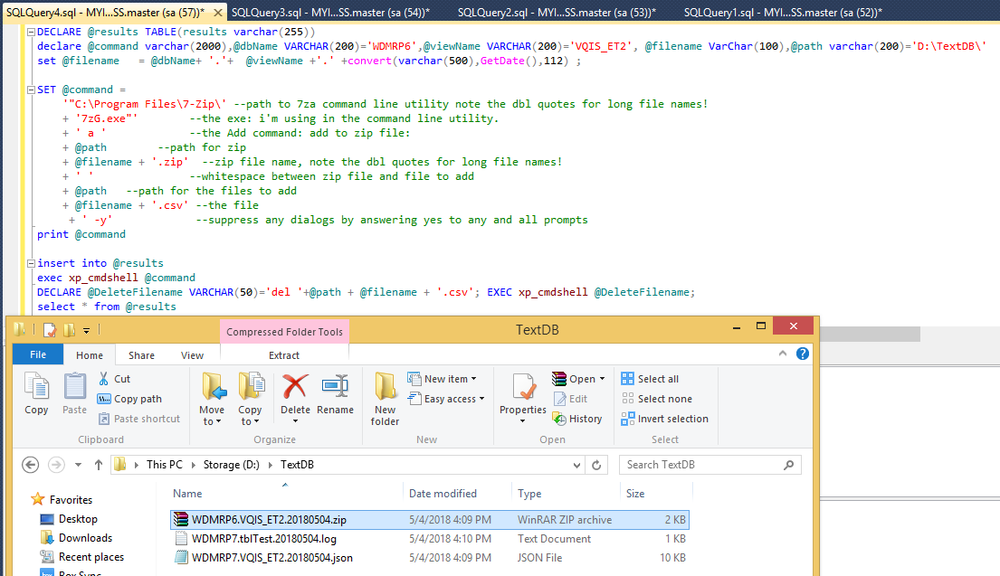 SQLQuery4.sql - MYI...SS.master (sa (57))* SQLQuery3.sql - MYI...SS.master (sa (54))* SQLQuery2.sql - MYI...SS.master (sa (53))* SQLQuery1.sql - MYI...SS.master (sa (52))*
DECLARE @results TABLE(results varchar(255))
declare @command varchar(2000),@dbName VARCHAR(200)='WDMRP6',@viewName VARCHAR(200)='VQIS_ET2', @filename VarChar(100),@path varchar(200)='D:\TextDB\'
set @filename   = @dbName+ '.'+  @viewName +'.' +convert(varchar(500),GetDate(),112) ;
SET @command =
'"C:\Program Files\7-Zip\' --path to 7za command line utility note the dbl quotes for long file names!
+ '7zG.exe"'        --the exe: i'm using in the command line utility.
+ ' a '             --the Add command: add to zip file:
+ @path        --path for zip
+ @filename + '.zip'  --zip file name, note the dbl quotes for long file names!
+ ' '               --whitespace between zip file and file to add
+ @path   --path for the files to add
+ @filename + '.csv' --the file
+ ' -y'             --suppress any dialogs by answering yes to any and all prompts
print @command
insert into @results
exec xp_cmdshell @command
DECLARE @DeleteFilename VARCHAR(50)='del '+@path + @filename + '.csv'; EXEC xp_cmdshell @DeleteFilename;
select * from @results
Compressed Folder Tools TextDB
File Home Share View Extract
Copy Paste Cut Copy path Paste shortcut
Clipboard
Move to Copy to Delete Rename
Organize
New folder New item Easy access
New
Properties Open Edit History
Open
Select all Select none Invert selection
Select
This PC Storage (D:) TextDB Search TextDB
Favorites
Desktop
Downloads
Recent places
Box Sync
Name Date modified Type Size
WDMRP6.VQIS_ET2.20180504.zip 5/4/2018 4:09 PM WinRAR ZIP archive 2 KB
WDMRP7.tblTest.20180504.log 5/4/2018 4:10 PM Text Document 1 KB
WDMRP7.VQIS_ET2.20180504.json 5/4/2018 4:09 PM JSON File 10 KB